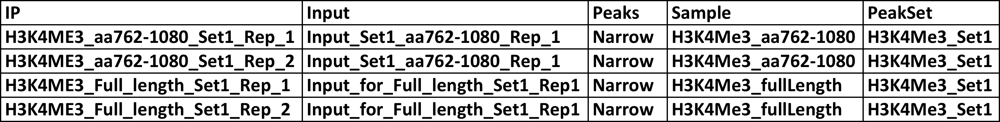 IP Input Peaks Sample PeakSet
H3K4ME3_aa762-1080_Set1_Rep_1 Input_Set1_aa762-1080_Rep_1 Narrow H3K4Me3_aa762-1080 H3K4Me3_Set1
H3K4ME3_aa762-1080_Set1_Rep_2 Input_Set1_aa762-1080_Rep_1 Narrow H3K4Me3_aa762-1080 H3K4Me3_Set1
H3K4ME3_Full_length_Set1_Rep_1 Input_for_Full_length_Set1_Rep1 Narrow H3K4Me3_fullLength H3K4Me3_Set1
H3K4ME3_Full_length_Set1_Rep_2 Input_for_Full_length_Set1_Rep1 Narrow H3K4Me3_fullLength H3K4Me3_Set1